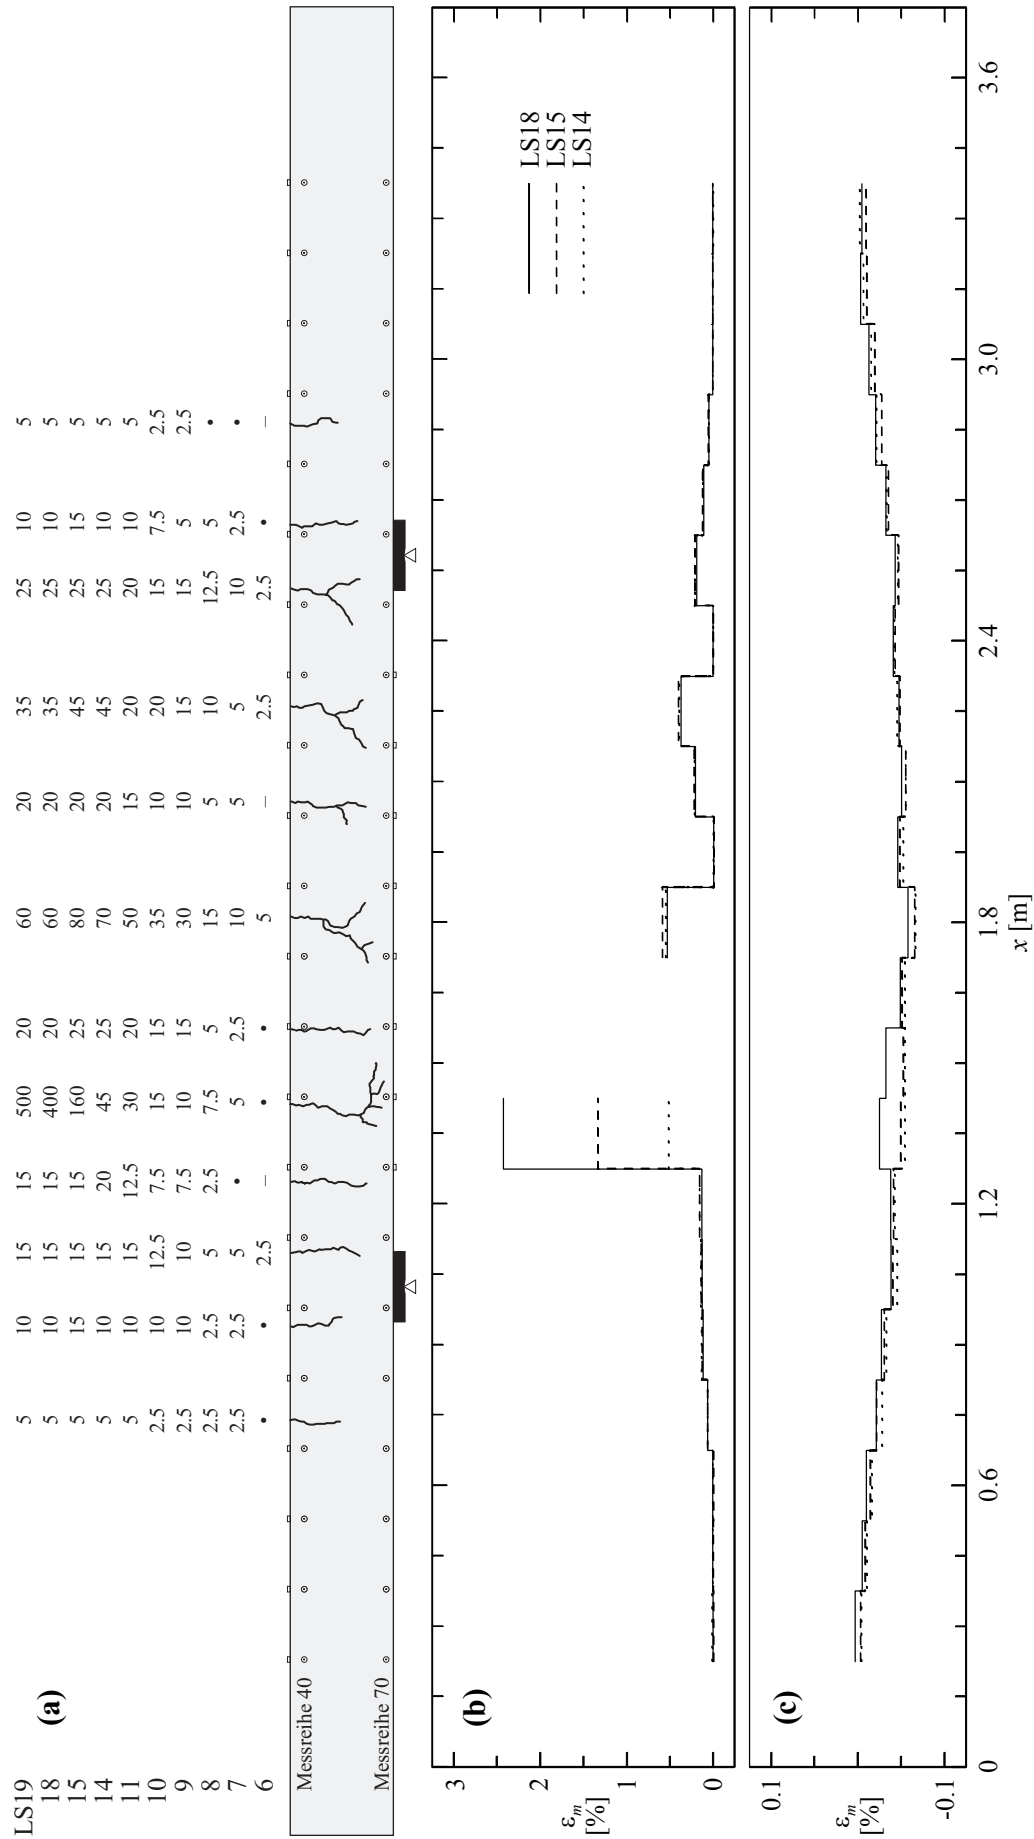 LS19 5 10 15 15 500 20 60 20 35 25 10 5
18 5 10 15 15 400 20 60 20 35 25 10 5
(a)
15 5 15 15 15 160 25 80 20 45 25 15 5
14 5 10 15 20 45 25 70 20 45 25 10 5
11 5 10 15 12.5 30 20 50 15 20 20 10 5
10 2.5 10 12.5 7.5 15 15 35 10 20 15 7.5 2.5
9 2.5 10 10 7.5 10 15 30 10 15 15 5 2.5
8 2.5 2.5 5 2.5 7.5 5 15 5 10 12.5 5 •
7 2.5 2.5 5 • 5 2.5 10 5 5 10 2.5 •
6 • • 2.5 – • • 5 – 2.5 2.5 • –
Messreihe 40
Messreihe 70
(b)
3
2
1
0
εm
[%]
LS18
LS15
LS14
(c)
0.1
-0.1
εm
[%]
0 0.6 1.2 1.8 2.4 3.0 3.6
x [m]